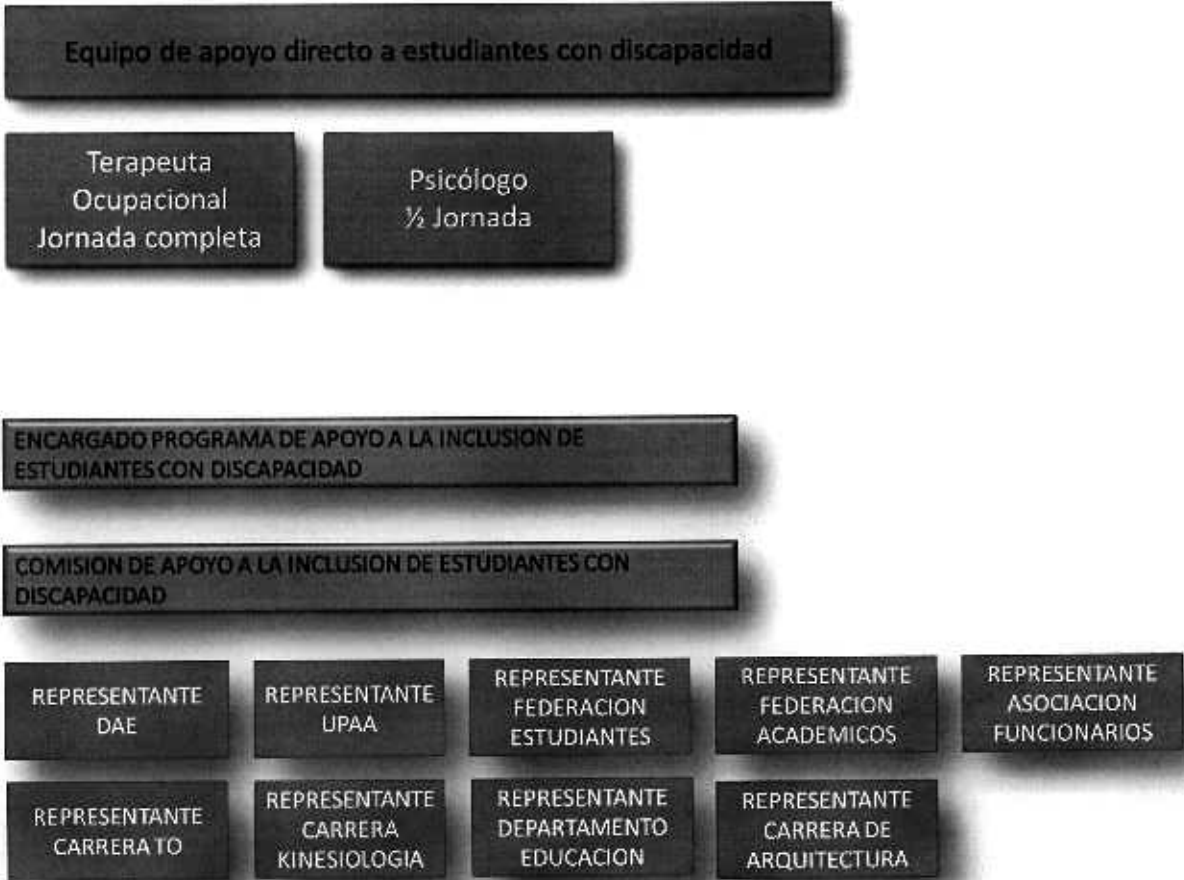 Equipo de apoyo directo a estudiantes con discapacidad
Terapeuta
Ocupacional
Jornada completa
Psicólogo
½ Jornada
ENCARGADO PROGRAMA DE APOYO A LA INCLUSION DE
ESTUDIANTES CON DISCAPACIDAD
COMISION DE APOYO A LA INCLUSION DE ESTUDIANTES CON
DISCAPACIDAD
REPRESENTANTE
DAE
REPRESENTANTE
UPAA
REPRESENTANTE
FEDERACION
ESTUDIANTES
REPRESENTANTE
FEDERACION
ACADEMICOS
REPRESENTANTE
ASOCIACION
FUNCIONARIOS
REPRESENTANTE
CARRERA TO
REPRESENTANTE
CARRERA
KINESIOLOGIA
REPRESENTANTE
DEPARTAMENTO
EDUCACION
REPRESENTANTE
CARRERA DE
ARQUITECTURA